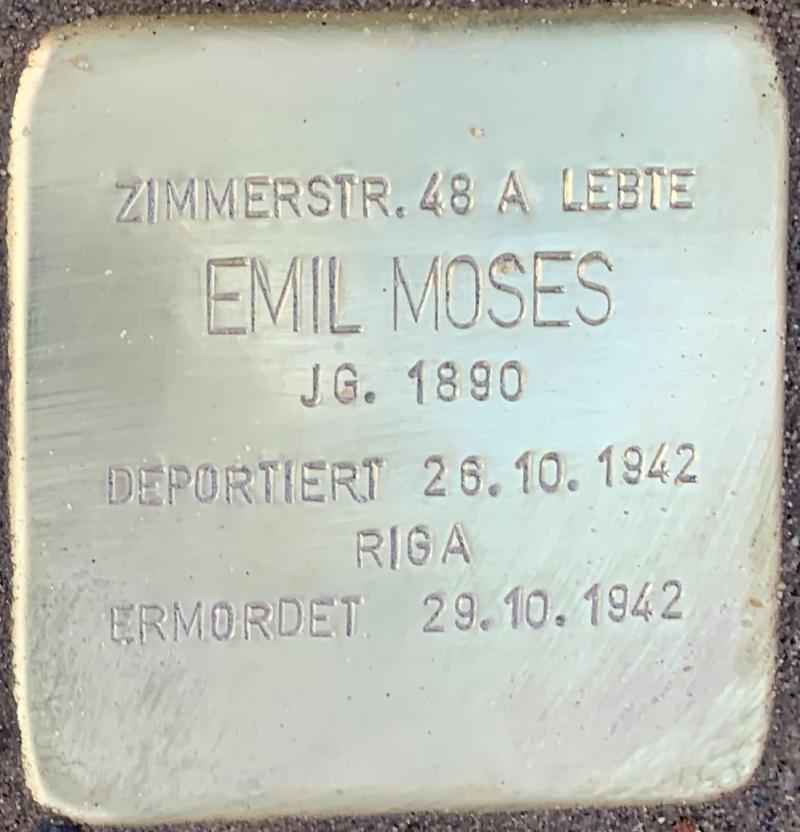 ZIMMERSTR. 48 A LEBTE
EMIL MOSES
JG. 1890
DEPORTIERT 26.10.1942
RIGA
ERMORDET 29.10.1942